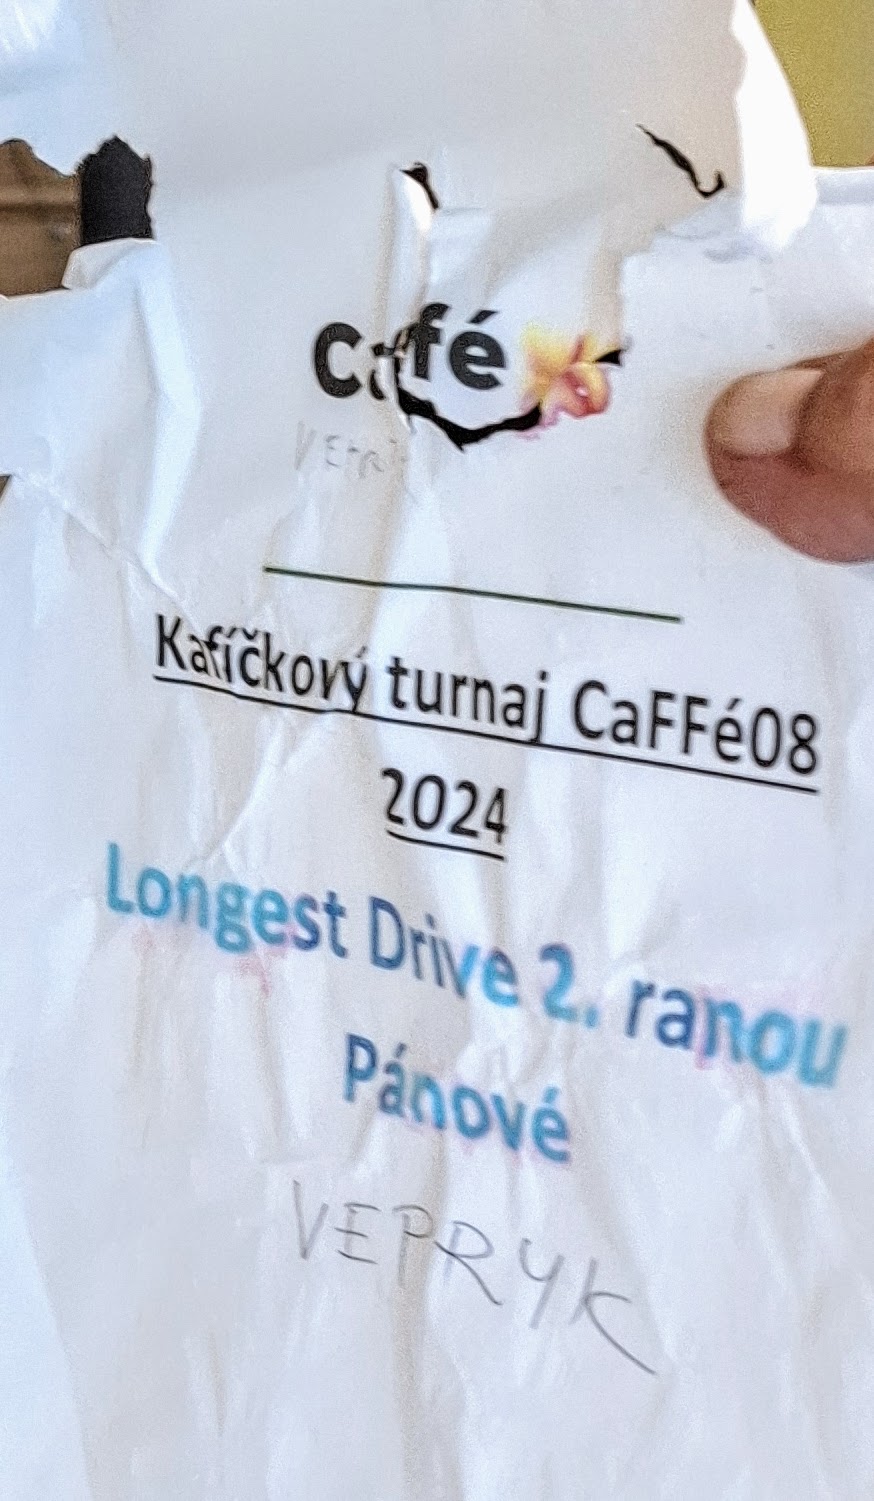 Café
Kafíčkový turnaj CaFFé08
2024
Longest Drive 2. ranou
Pánové
VEPRYK